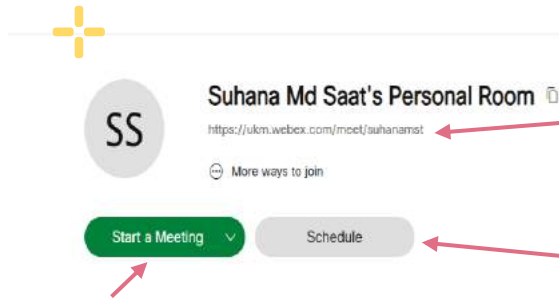 SS
Suhana Md Saat's Personal Room
https://ukm.webex.com/meet/suhanamst
More ways to join
Start a Meeting
Schedule